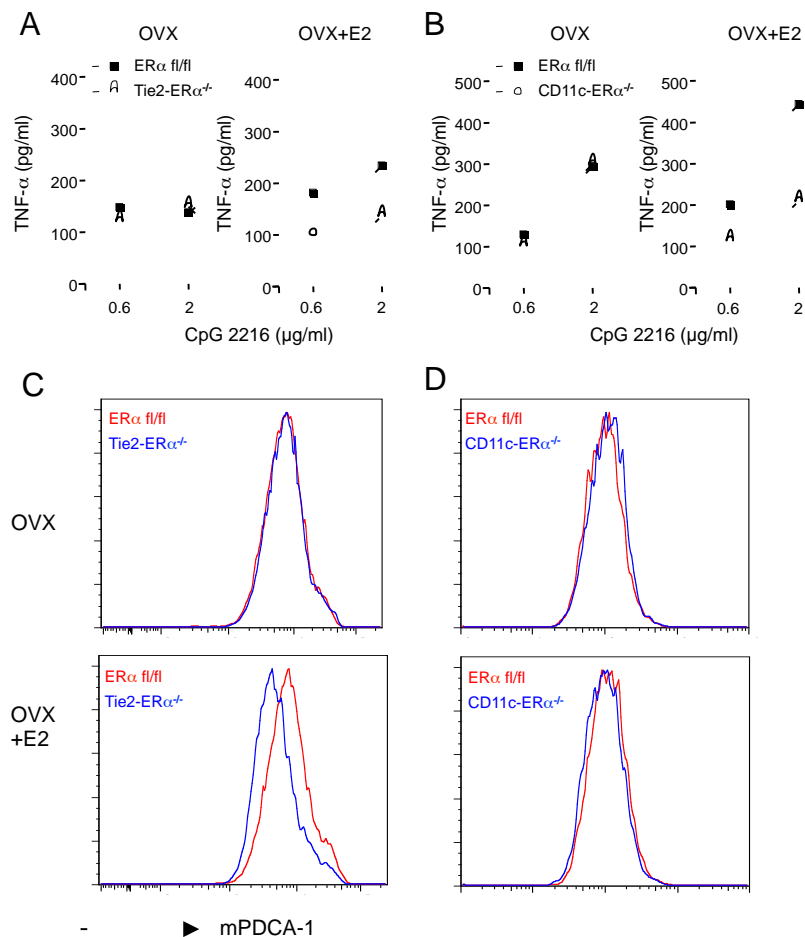 A
OVX
OVX+E2
ERα fl/fl
Tie2-ERα-/-
TNF-α (pg/ml)
400
300
200
100
0
0.6
2
TNF-α (pg/ml)
400
300
200
100
0
0.6
2
B
OVX
OVX+E2
ERα fl/fl
CD11c-ERα-/-
TNF-α (pg/ml)
500
400
300
200
100
0
0.6
2
TNF-α (pg/ml)
500
400
300
200
100
0
0.6
2
CpG 2216 (µg/ml)
CpG 2216 (µg/ml)
C
D
OVX
ERα fl/fl
Tie2-ERα-/-
ERα fl/fl
CD11c-ERα-/-
OVX
+E2
ERα fl/fl
Tie2-ERα-/-
ERα fl/fl
CD11c-ERα-/-
mPDCA-1